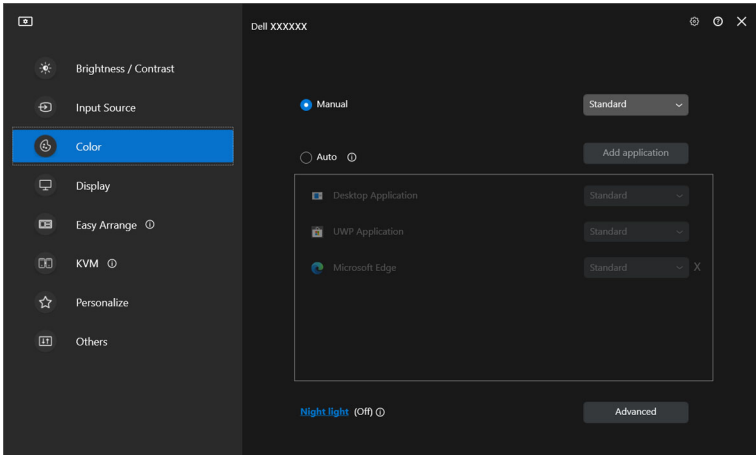 Dell XXXXXX
Brightness / Contrast
Input Source
Color
Display
Easy Arrange
KVM
Personalize
Others
Manual
Standard
Auto
Add application
Desktop Application
Standard
UWP Application
Standard
Microsoft Edge
Standard
X
Night light (Off)
Advanced